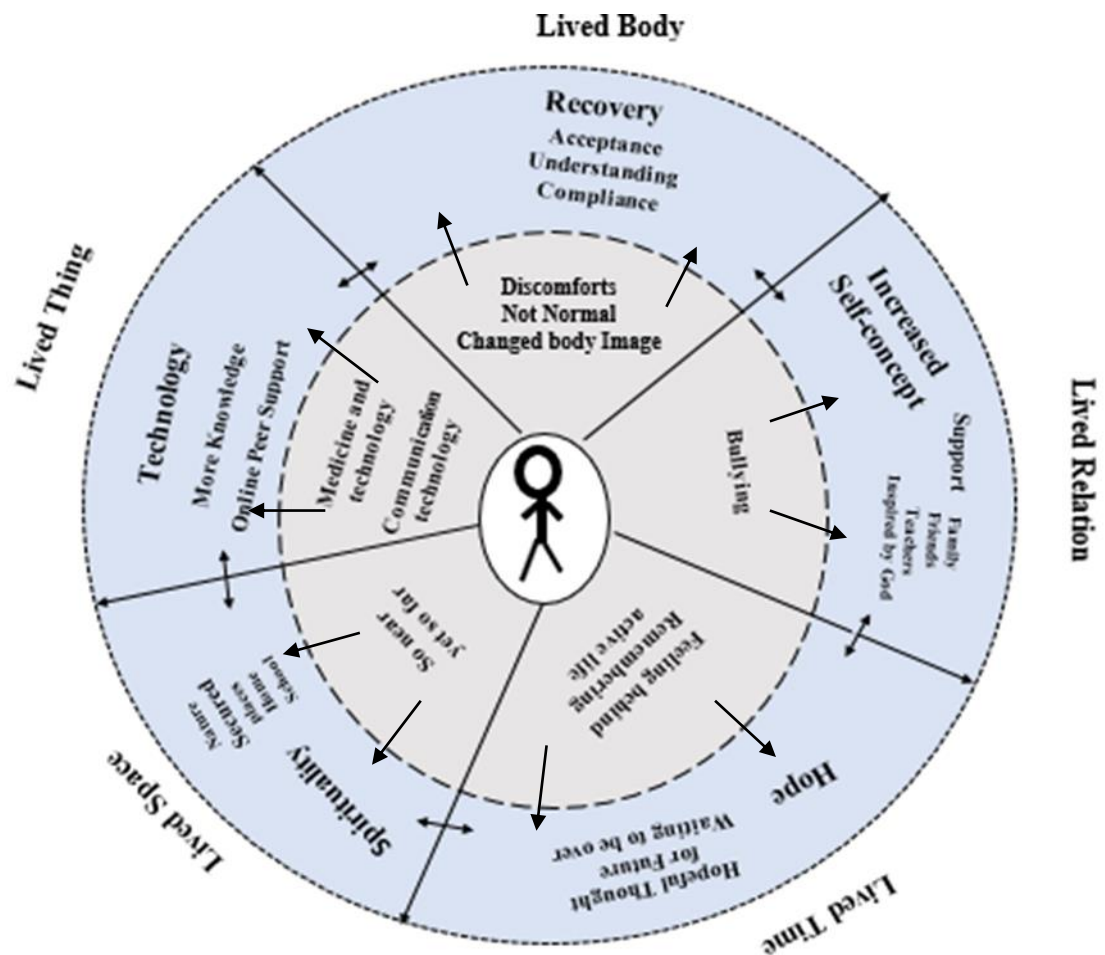 Lived Body
Recovery
Acceptance
Understanding
Compliance
Discomforts
Not Normal
Changed body Image
Lived Relation
Increased
Self-concept
Support
Family
Friends
Teachers
Inspired by God
Bullying
Lived Time
Hope
Hopeful Thought
for Future
Waiting to be over
Feeling behind
Remembering
active life
Lived Space
Spirituality
Nature
Secured
places
Home
School
So near
yet so far
Lived Thing
Technology
More Knowledge
Online Peer Support
Medicine and
technology
Communication
technology